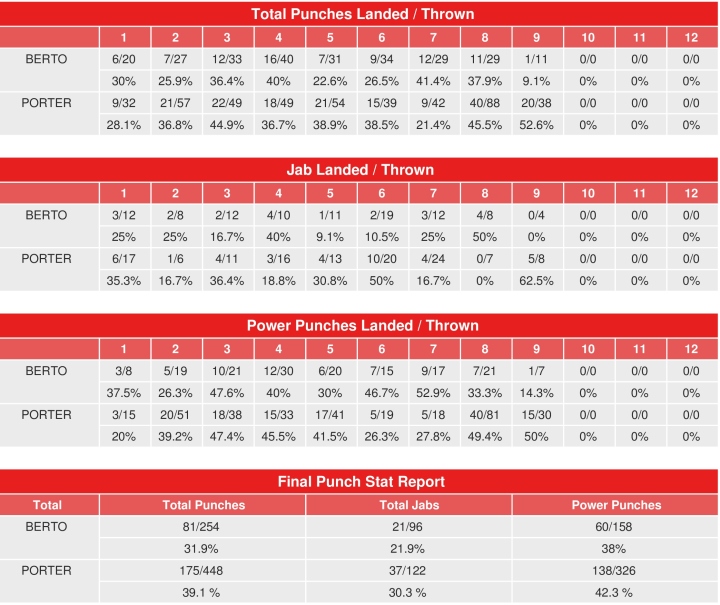 Total Punches Landed / Thrown
1 2 3 4 5 6 7 8 9 10 11 12
BERTO 6/20 7/27 12/33 16/40 7/31 9/34 12/29 11/29 1/11 0/0 0/0 0/0
30% 25.9% 36.4% 40% 22.6% 26.5% 41.4% 37.9% 9.1% 0% 0% 0%
PORTER 9/32 21/57 22/49 18/49 21/54 15/39 9/42 40/88 20/38 0/0 0/0 0/0
28.1% 36.8% 44.9% 36.7% 38.9% 38.5% 21.4% 45.5% 52.6% 0% 0% 0%
Jab Landed / Thrown
1 2 3 4 5 6 7 8 9 10 11 12
BERTO 3/12 2/8 2/12 4/10 1/11 2/19 3/12 4/8 0/4 0/0 0/0 0/0
25% 25% 16.7% 40% 9.1% 10.5% 25% 50% 0% 0% 0% 0%
PORTER 6/17 1/6 4/11 3/16 4/13 10/20 4/24 0/7 5/8 0/0 0/0 0/0
35.3% 16.7% 36.4% 18.8% 30.8% 50% 16.7% 0% 62.5% 0% 0% 0%
Power Punches Landed / Thrown
1 2 3 4 5 6 7 8 9 10 11 12
BERTO 3/8 5/19 10/21 12/30 6/20 7/15 9/17 7/21 1/7 0/0 0/0 0/0
37.5% 26.3% 47.6% 40% 30% 46.7% 52.9% 33.3% 14.3% 0% 0% 0%
PORTER 3/15 20/51 18/38 15/33 17/41 5/19 5/18 40/81 15/30 0/0 0/0 0/0
20% 39.2% 47.4% 45.5% 41.5% 26.3% 27.8% 49.4% 50% 0% 0% 0%
Final Punch Stat Report
Total Total Punches Total Jabs Power Punches
BERTO 81/254 21/96 60/158
31.9% 21.9% 38%
PORTER 175/448 37/122 138/326
39.1 % 30.3 % 42.3 %